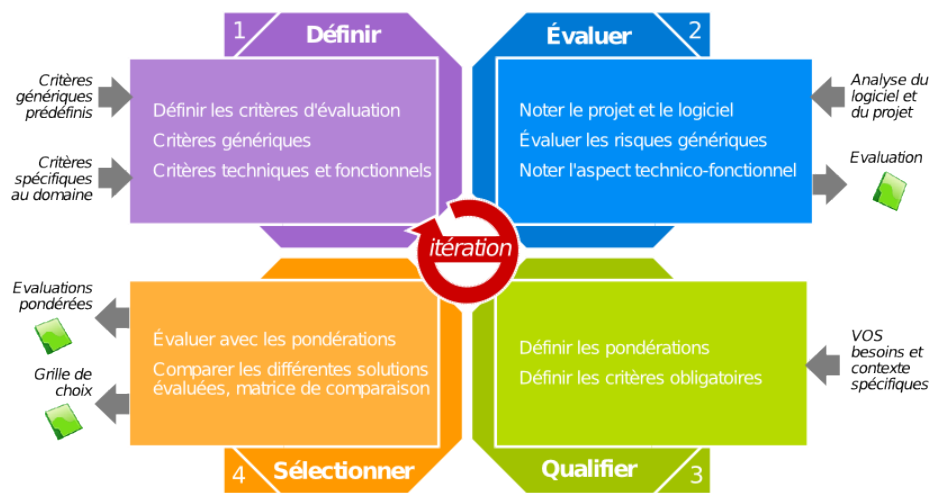 1
Définir
Critères
génériques
prédéfinis
Critères
spécifiques
au domaine
Définir les critères d'évaluation
Critères génériques
Critères techniques et fonctionnels
Évaluer
2
Noter le projet et le logiciel
Évaluer les risques génériques
Noter l'aspect technico-fonctionnel
Analyse du
logiciel et
du projet
Evaluation
itération
Evaluations
pondérées
Grille de
choix
Évaluer avec les pondérations
Comparer les différentes solutions
évaluées, matrice de comparaison
4
Sélectionner
Définir les pondérations
Définir les critères obligatoires
VOS
besoins et
contexte
spécifiques
Qualifier
3